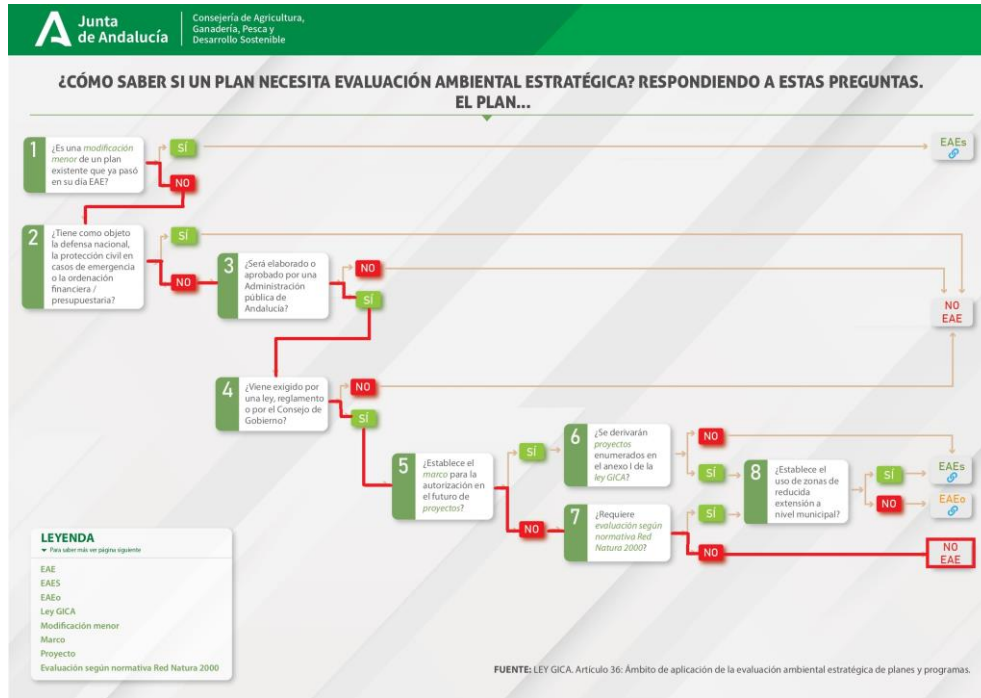 Junta
de Andalucía
Consejería de Agricultura,
Ganadería, Pesca y
Desarrollo Sostenible
¿CÓMO SABER SI UN PLAN NECESITA EVALUACIÓN AMBIENTAL ESTRATÉGICA? RESPONDIENDO A ESTAS PREGUNTAS.
EL PLAN...
1
¿Es una modificación
menor de un plan
existente que ya pasó
en su día EAE?
SÍ
NO
EAEs
2
¿Tiene como objeto
la defensa nacional,
la protección civil en
casos de emergencia
o la ordenación
financiera /
presupuestaria?
SÍ
NO
3
¿Será elaborado o
aprobado por una
Administración
pública de
Andalucía?
NO
SÍ
NO
EAE
4
¿Viene exigido por
una ley, reglamento
o por el Consejo de
Gobierno?
NO
SÍ
5
¿Establece el
marco para la
autorización en
el futuro de
proyectos?
SÍ
NO
6
¿Se derivarán
proyectos
enumerados en
el anexo I de la
ley GICA?
NO
SÍ
7
¿Requiere
evaluación según
normativa Red
Natura 2000?
SÍ
NO
8
¿Establece el
uso de zonas de
reducida
extensión a
nivel municipal?
SÍ
NO
EAEs
EAEo
NO
EAE
LEYENDA
Para saber más ver página siguiente
EAE
EAES
EAEo
Ley GICA
Modificación menor
Marco
Proyecto
Evaluación según normativa Red Natura 2000
FUENTE: LEY GICA. Artículo 36: Ámbito de aplicación de la evaluación ambiental estratégica de planes y programas.